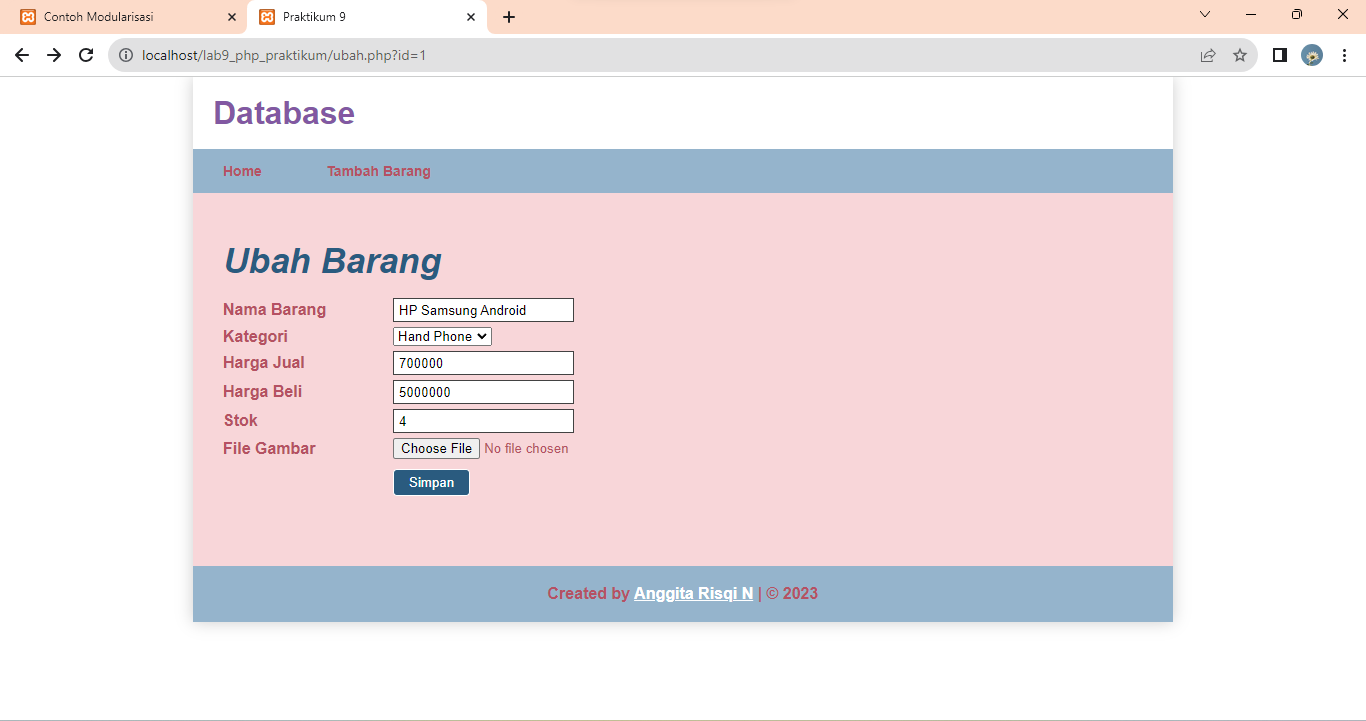 Contoh Modularisasi
Praktikum 9
localhost/lab9_php_praktikum/ubah.php?id=1
Database
Home Tambah Barang
Ubah Barang
Nama Barang HP Samsung Android
Kategori Hand Phone
Harga Jual 700000
Harga Beli 5000000
Stok 4
File Gambar Choose File No file chosen
Simpan
Created by Anggita Risqi N | © 2023